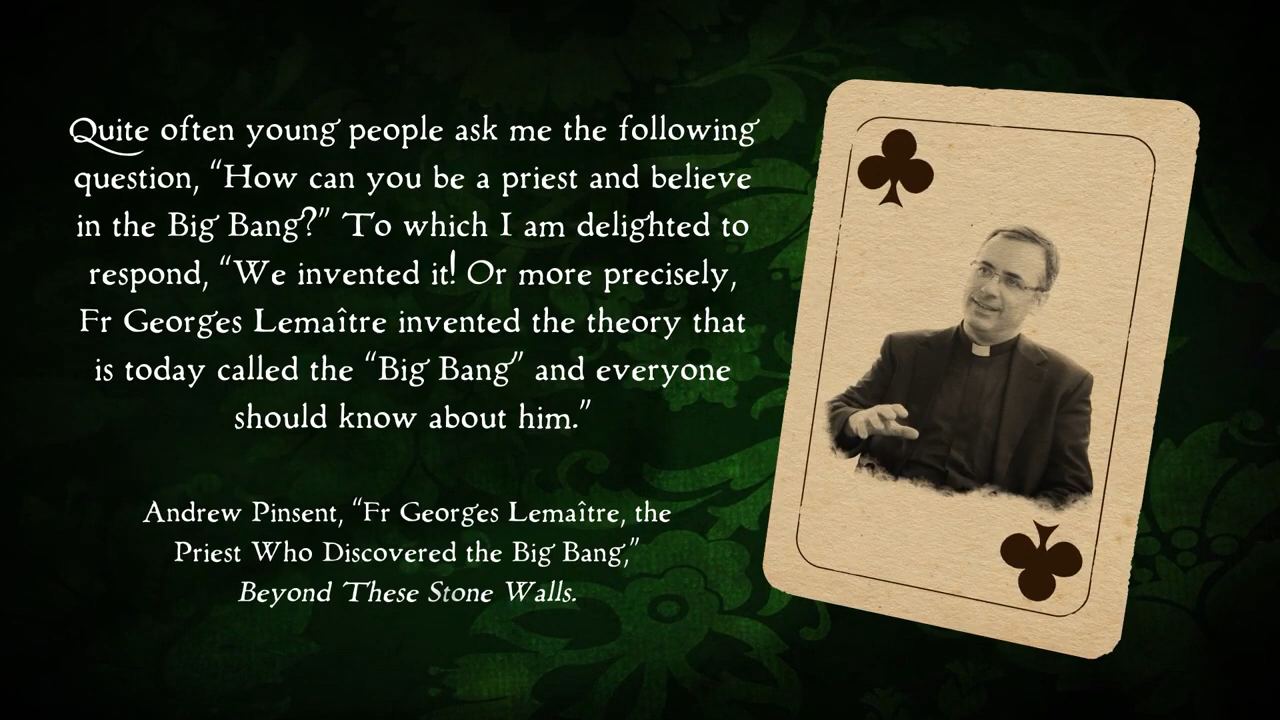 Quite often young people ask me the following
question, “How can you be a priest and believe
in the Big Bang?” To which I am delighted to
respond, “We invented it! Or more precisely,
Fr Georges Lemaître invented the theory that
is today called the “Big Bang” and everyone
should know about him.”
Andrew Pinsent, “Fr Georges Lemaître, the
Priest Who Discovered the Big Bang,”
Beyond These Stone Walls.